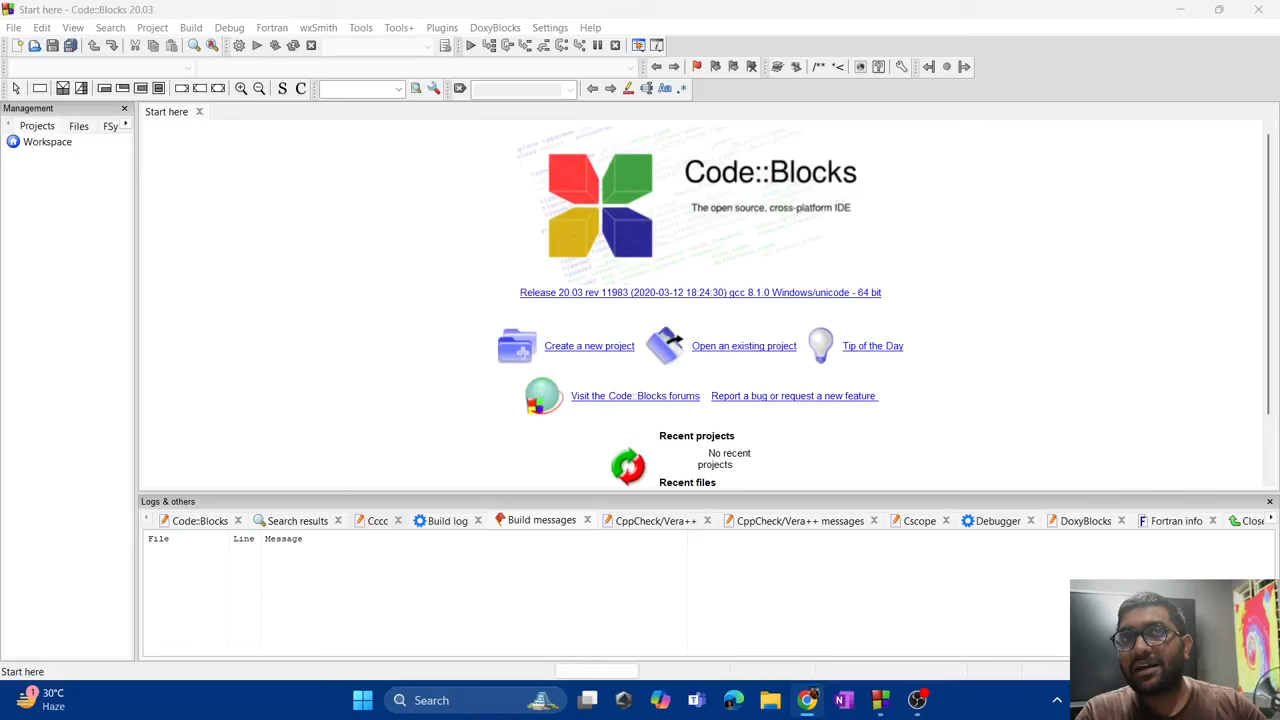 Start here - Code::Blocks 20.03
File Edit View Search Project Build Debug Fortran wxSmith Tools Tools+ Plugins DoxyBlocks Settings Help
/** *<
S C
Aa .*
Management
Projects Files FSy
Workspace
Start here
Code::Blocks
The open source, cross-platform IDE
Release 20.03 rev 11983 (2020-03-12 18:24:30) gcc 8.1.0 Windows/unicode - 64 bit
Create a new project Open an existing project Tip of the Day
Visit the Code::Blocks forums Report a bug or request a new feature
Recent projects
No recent
projects
Recent files
Logs & others
Code::Blocks Search results Cccc Build log Build messages CppCheck/Vera++ CppCheck/Vera++ messages Cscope Debugger DoxyBlocks F Fortran info Close
File Line Message
Start here
1 30°C
Haze
Search